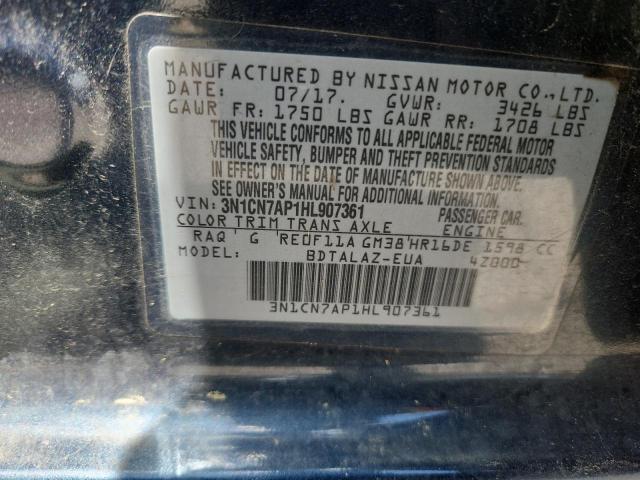 MANUFACTURED BY NISSAN MOTOR CO.,LTD.
DATE: 07/17. GVWR: 3426 LBS
GAWR FR: 1750 LBS GAWR RR: 1708 LBS
THIS VEHICLE CONFORMS TO ALL APPLICABLE FEDERAL MOTOR
VEHICLE SAFETY, BUMPER AND THEFT PREVENTION STANDARDS
IN EFFECT ON THE DATE OF MANUFACTURE SHOWN ABOVE.
SEE OWNER'S MANUAL FOR ADDITIONAL INFORMATION.
VIN: 3N1CN7AP1HL907361 PASSENGER CAR.
COLOR TRIM TRANS AXLE ENGINE
RAQ' G 'RE0F11A GM38'HR16DE 1598 CC
MODEL: BDTALAZ-EUA 4Z000-
3N1CN7AP1HL907361